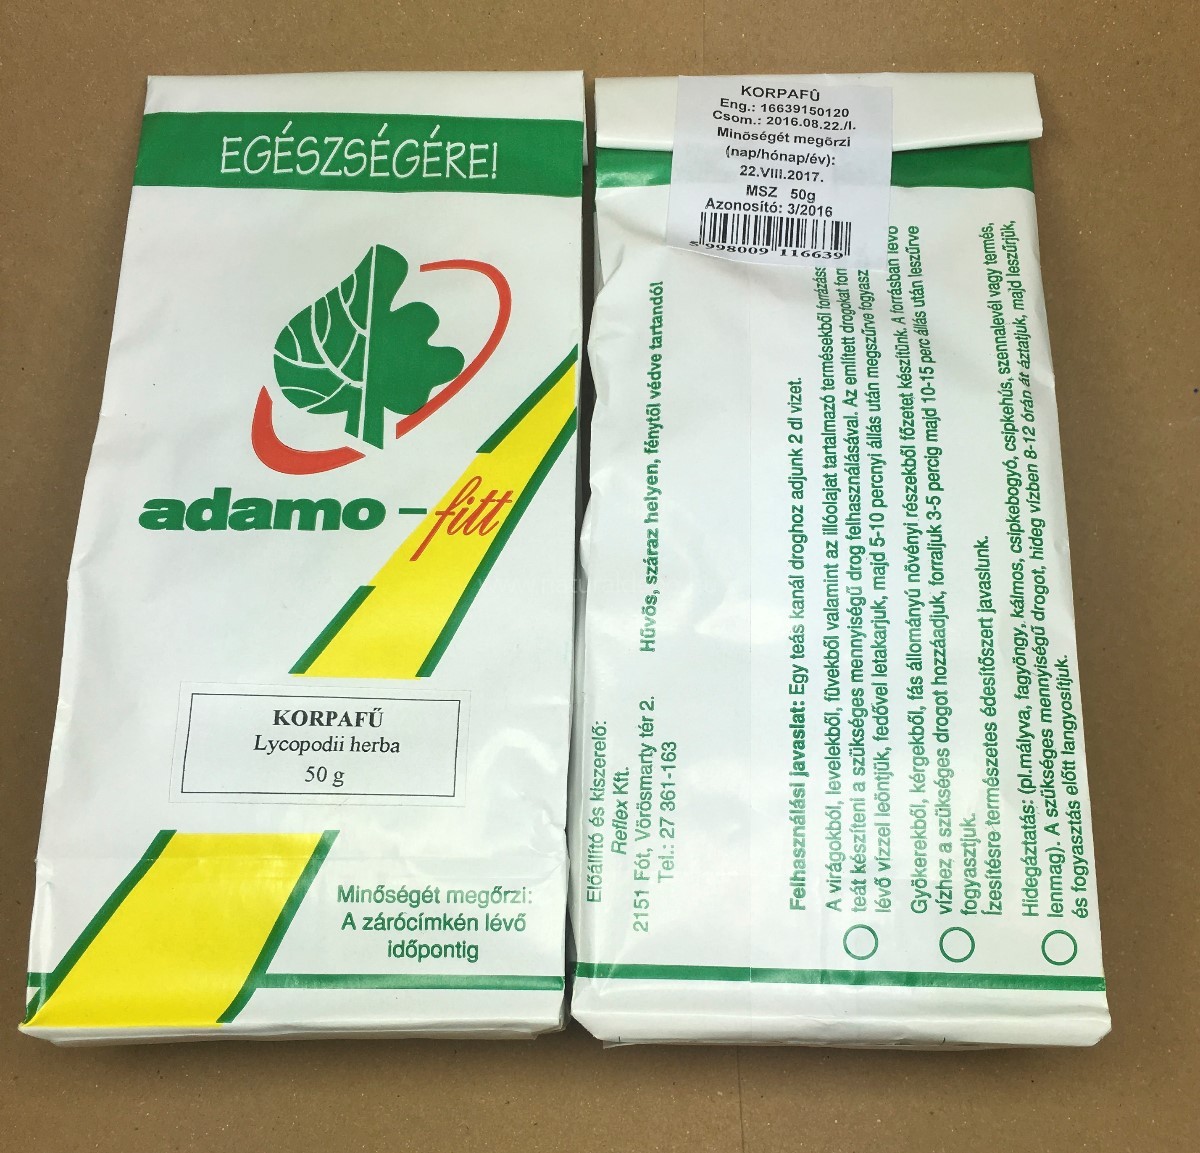 EGÉSZSÉGÉRE!
adamo – fitt
KORPAFŰ
Lycopodii herba
50 g
Minőségét megőrzi:
A zárócímkén lévő
időpontig
KORPAFÛ
Eng.: 16639150120
Csom.: 2016.08.22./I.
Minõségét megõrzi
(nap/hónap/év):
22.VIII.2017.
MSZ 50g
Azonosító: 3/2016
5 998009 116639
Előállító és kiszerelő:
Reflex Kft.
2151 Fót, Vörösmarty tér 2.
Tel.: 27 361-163
Hűvös, száraz helyen, fénytől védve tartandó!
Felhasználási javaslat: Egy teás kanál droghoz adjunk 2 dl vizet.
A virágokból, levelekből, füvekből valamint az illóolajat tartalmazó termésekből
teát készíteni a szükséges mennyiségű drog felhasználásával. Az említett drogokat
lévő vízzel leöntjük, fedővel letakarjuk, majd 5-10 percnyi állás után megszűrve
Gyökerekből, kérgekből, fás állományú növényi részekből főzetet készítünk. A forrásban lévő
vízhez a szükséges drogot hozzáadjuk, forraljuk 3-5 percig majd 10-15 perc állás után leszűrve
fogyasztjuk.
Ízesítésre természetes édesítőszert javaslunk.
Hidegáztatás: (pl.mályva, fagyöngy, kálmos, csipkebogyó, csipkehús, szennalevél vagy termés,
lenmag). A szükséges mennyiségű drogot, hideg vízben 8-12 órán át áztatjuk, majd leszűrjük,
és fogyasztás előtt langyosítjuk.